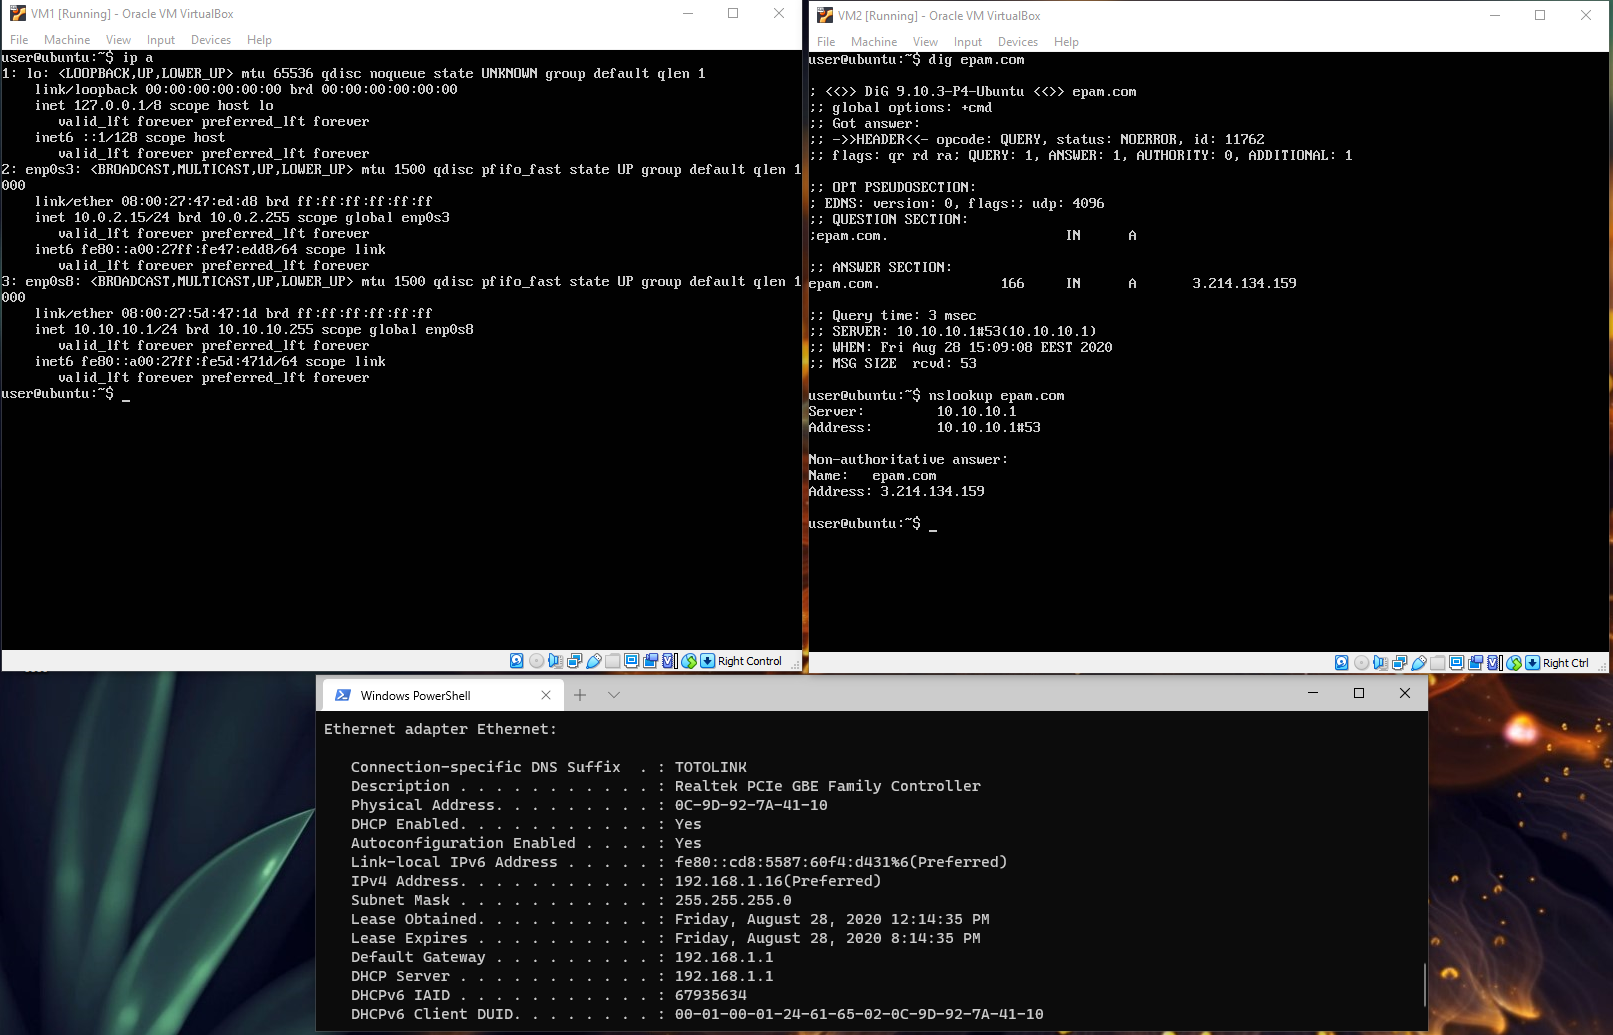 VM1 [Running] - Oracle VM VirtualBox
File Machine View Input Devices Help
user@ubuntu:~$ ip a
1: lo: <LOOPBACK,UP,LOWER_UP> mtu 65536 qdisc noqueue state UNKNOWN group default qlen 1
    link/loopback 00:00:00:00:00:00 brd 00:00:00:00:00:00
    inet 127.0.0.1/8 scope host lo
       valid_lft forever preferred_lft forever
    inet6 ::1/128 scope host
       valid_lft forever preferred_lft forever
2: enp0s3: <BROADCAST,MULTICAST,UP,LOWER_UP> mtu 1500 qdisc pfifo_fast state UP group default qlen 1
000
    link/ether 08:00:27:47:ed:d8 brd ff:ff:ff:ff:ff:ff
    inet 10.0.2.15/24 brd 10.0.2.255 scope global enp0s3
       valid_lft forever preferred_lft forever
    inet6 fe80::a00:27ff:fe47:edd8/64 scope link
       valid_lft forever preferred_lft forever
3: enp0s8: <BROADCAST,MULTICAST,UP,LOWER_UP> mtu 1500 qdisc pfifo_fast state UP group default qlen 1
000
    link/ether 08:00:27:5d:47:1d brd ff:ff:ff:ff:ff:ff
    inet 10.10.10.1/24 brd 10.10.10.255 scope global enp0s8
       valid_lft forever preferred_lft forever
    inet6 fe80::a00:27ff:fe5d:471d/64 scope link
       valid_lft forever preferred_lft forever
user@ubuntu:~$ _
Right Control
VM2 [Running] - Oracle VM VirtualBox
File Machine View Input Devices Help
user@ubuntu:~$ dig epam.com
; <<>> DiG 9.10.3-P4-Ubuntu <<>> epam.com
;; global options: +cmd
;; Got answer:
;; ->>HEADER<<- opcode: QUERY, status: NOERROR, id: 11762
;; flags: qr rd ra; QUERY: 1, ANSWER: 1, AUTHORITY: 0, ADDITIONAL: 1
;; OPT PSEUDOSECTION:
; EDNS: version: 0, flags:; udp: 4096
;; QUESTION SECTION:
;epam.com. IN A
;; ANSWER SECTION:
epam.com. 166 IN A 3.214.134.159
;; Query time: 3 msec
;; SERVER: 10.10.10.1#53(10.10.10.1)
;; WHEN: Fri Aug 28 15:09:08 EEST 2020
;; MSG SIZE  rcvd: 53
user@ubuntu:~$ nslookup epam.com
Server: 10.10.10.1
Address: 10.10.10.1#53
Non-authoritative answer:
Name: epam.com
Address: 3.214.134.159
user@ubuntu:~$ _
Right Ctrl
Windows PowerShell
Ethernet adapter Ethernet:
   Connection-specific DNS Suffix  . : TOTOLINK
   Description . . . . . . . . . . . : Realtek PCIe GBE Family Controller
   Physical Address. . . . . . . . . : 0C-9D-92-7A-41-10
   DHCP Enabled. . . . . . . . . . . : Yes
   Autoconfiguration Enabled . . . . : Yes
   Link-local IPv6 Address . . . . . : fe80::cd8:5587:60f4:d431%6(Preferred)
   IPv4 Address. . . . . . . . . . . : 192.168.1.16(Preferred)
   Subnet Mask . . . . . . . . . . . : 255.255.255.0
   Lease Obtained. . . . . . . . . . : Friday, August 28, 2020 12:14:35 PM
   Lease Expires . . . . . . . . . . : Friday, August 28, 2020 8:14:35 PM
   Default Gateway . . . . . . . . . : 192.168.1.1
   DHCP Server . . . . . . . . . . . : 192.168.1.1
   DHCPv6 IAID . . . . . . . . . . . : 67935634
   DHCPv6 Client DUID. . . . . . . . : 00-01-00-01-24-61-65-02-0C-9D-92-7A-41-10